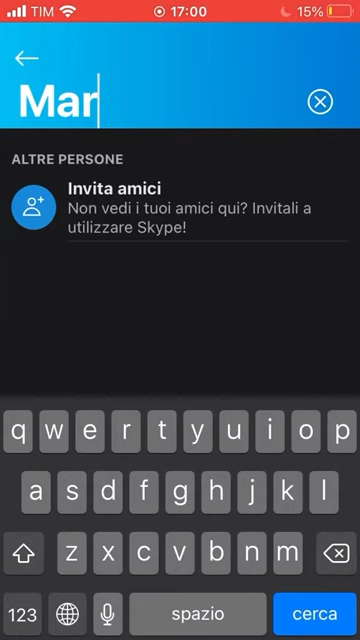 TIM 17:00 15%
Mar
ALTRE PERSONE
Invita amici
Non vedi i tuoi amici qui? Invitali a
utilizzare Skype!
q w e r t y u i o p
a s d f g h j k l
z x c v b n m
123 spazio cerca